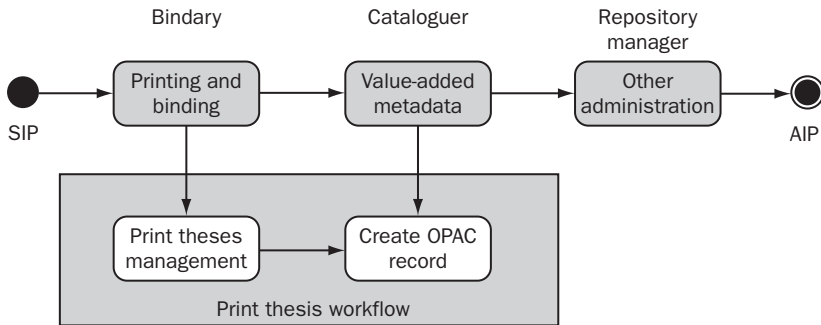 Bindary
Cataloguer
Repository
manager
Printing and
binding
Value-added
metadata
Other
administration
SIP
AIP
Print theses
management
Create OPAC
record
Print thesis workflow